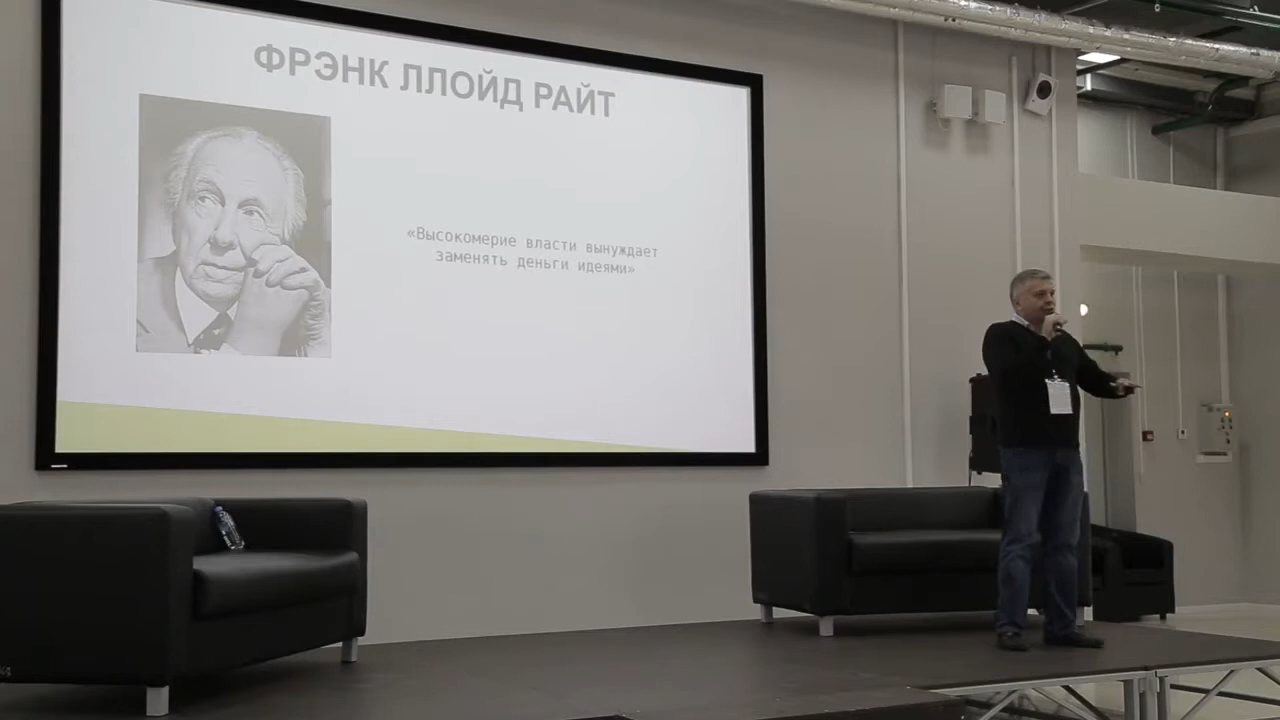 ФРЭНК ЛЛОЙД РАЙТ
«Высокомерие власти вынуждает
заменять деньги идеями»